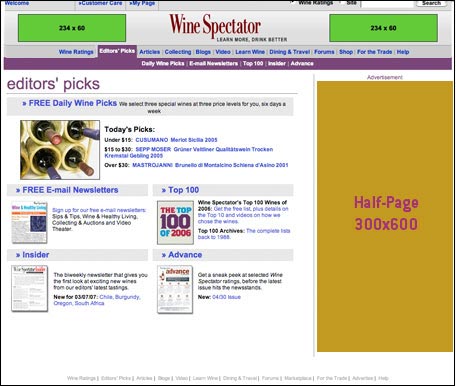 Welcome
»Customer Care »My Page
Wine Ratings
Site
Search
234 x 60
Wine Spectator
LEARN MORE, DRINK BETTER
234 x 60
Wine Ratings | Editors' Picks | Articles | Collecting | Blogs | Video | Learn Wine | Dining & Travel | Forums | Shop | For the Trade | Help
Daily Wine Picks | E-mail Newsletters | Top 100 | Insider | Advance
editors' picks
Advertisement
» FREE Daily Wine Picks We select three special wines at three price levels for you, six days a
week
Today's Picks:
Under $15: CUSUMANO Merlot Sicilia 2005
$15 to $30: SEPP MOSER Grüner Veltliner Qualitätswein Trocken
Kremstal Gebling 2005
Over $30: MASTROJANNI Brunello di Montalcino Schiena d'Asino 2001
» FREE E-mail Newsletters
Sign up for our free e-mail newsletters:
Sips & Tips, Wine & Healthy Living,
Collecting & Auctions and Video
Theater.
» Top 100
THE TOP
100
OF 2006
Wine Spectator's Top 100 Wines of
2006: Get the free list, plus details on
the Top 10 and videos on how we
chose the wines.
Top 100 Archives: The complete lists
back to 1988.
» Insider
The biweekly newsletter that gives you
the first look at exciting new wines
from our editors' latest tastings.
New for 03/07/07: Chile, Burgundy,
Oregon, South Africa
» Advance
advance
Get a sneak peek at selected Wine
Spectator ratings, before the latest
issue hits the newsstands.
New: 04/30 issue
Half-Page
300x600
Wine Ratings | Editors' Picks | Articles | Blogs | Video | Learn Wine | Dining & Travel | Forums | Marketplace | For the Trade | Advertise | Help